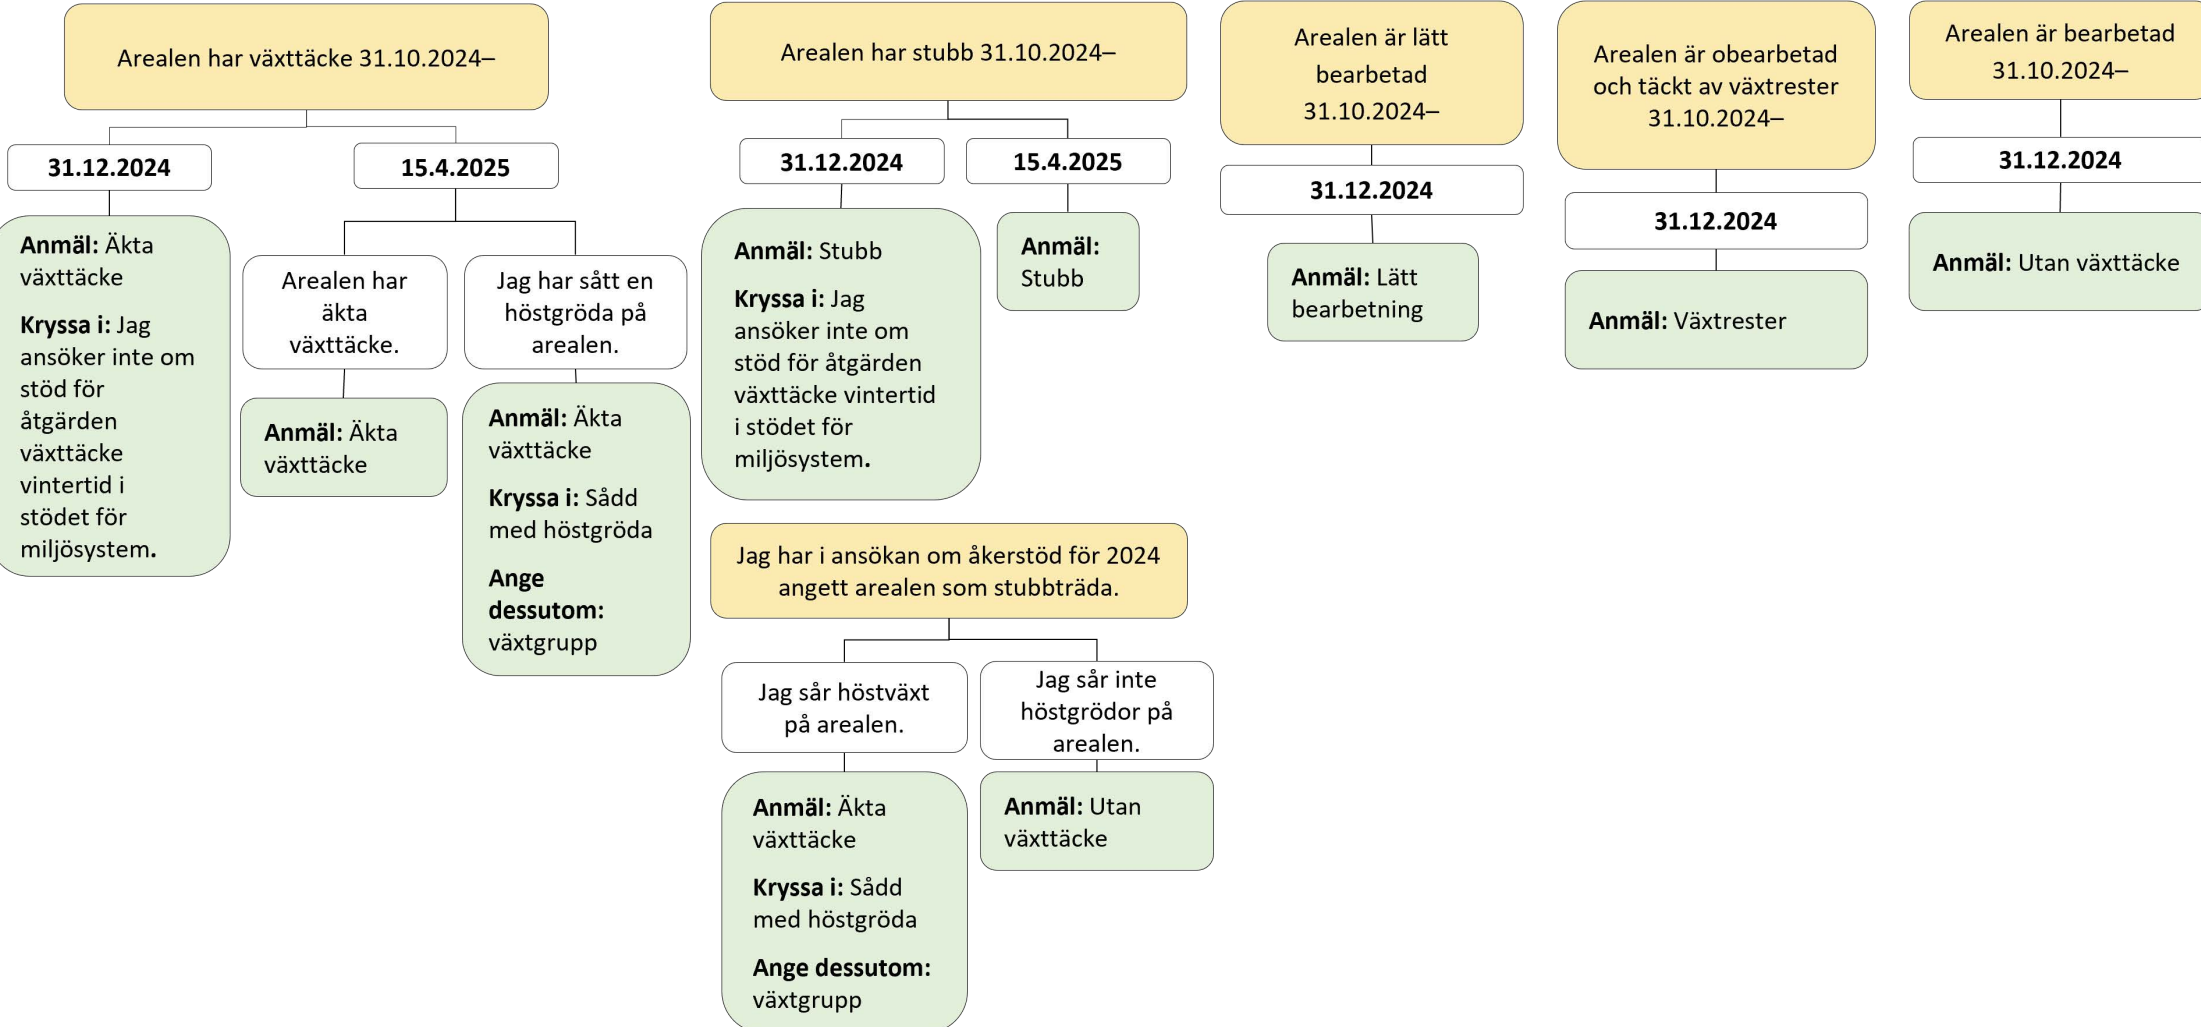 Arealen har växttäcke 31.10.2024–
31.12.2024
Anmäl: Äkta
växttäcke
Kryssa i: Jag
ansöker inte om
stöd för
åtgärden
växttäcke
vintertid i
stödet för
miljösystem.
15.4.2025
Arealen har
äkta
växttäcke.
Anmäl: Äkta
växttäcke
Jag har sått en
höstgröda på
arealen.
Anmäl: Äkta
växttäcke
Kryssa i: Sådd
med höstgröda
Ange
dessutom:
växtgrupp
Arealen har stubb 31.10.2024–
31.12.2024
Anmäl: Stubb
Kryssa i: Jag
ansöker inte om
stöd för åtgärden
växttäcke vintertid
i stödet för
miljösystem.
15.4.2025
Anmäl:
Stubb
Jag har i ansökan om åkerstöd för 2024
angett arealen som stubbträda.
Jag sår höstväxt
på arealen.
Anmäl: Äkta
växttäcke
Kryssa i: Sådd
med höstgröda
Ange dessutom:
växtgrupp
Jag sår inte
höstgrödor på
arealen.
Anmäl: Utan
växttäcke
Arealen är lätt
bearbetad
31.10.2024–
31.12.2024
Anmäl: Lätt
bearbetning
Arealen är obearbetad
och täckt av växtrester
31.10.2024–
31.12.2024
Anmäl: Växtrester
Arealen är bearbetad
31.10.2024–
31.12.2024
Anmäl: Utan växttäcke